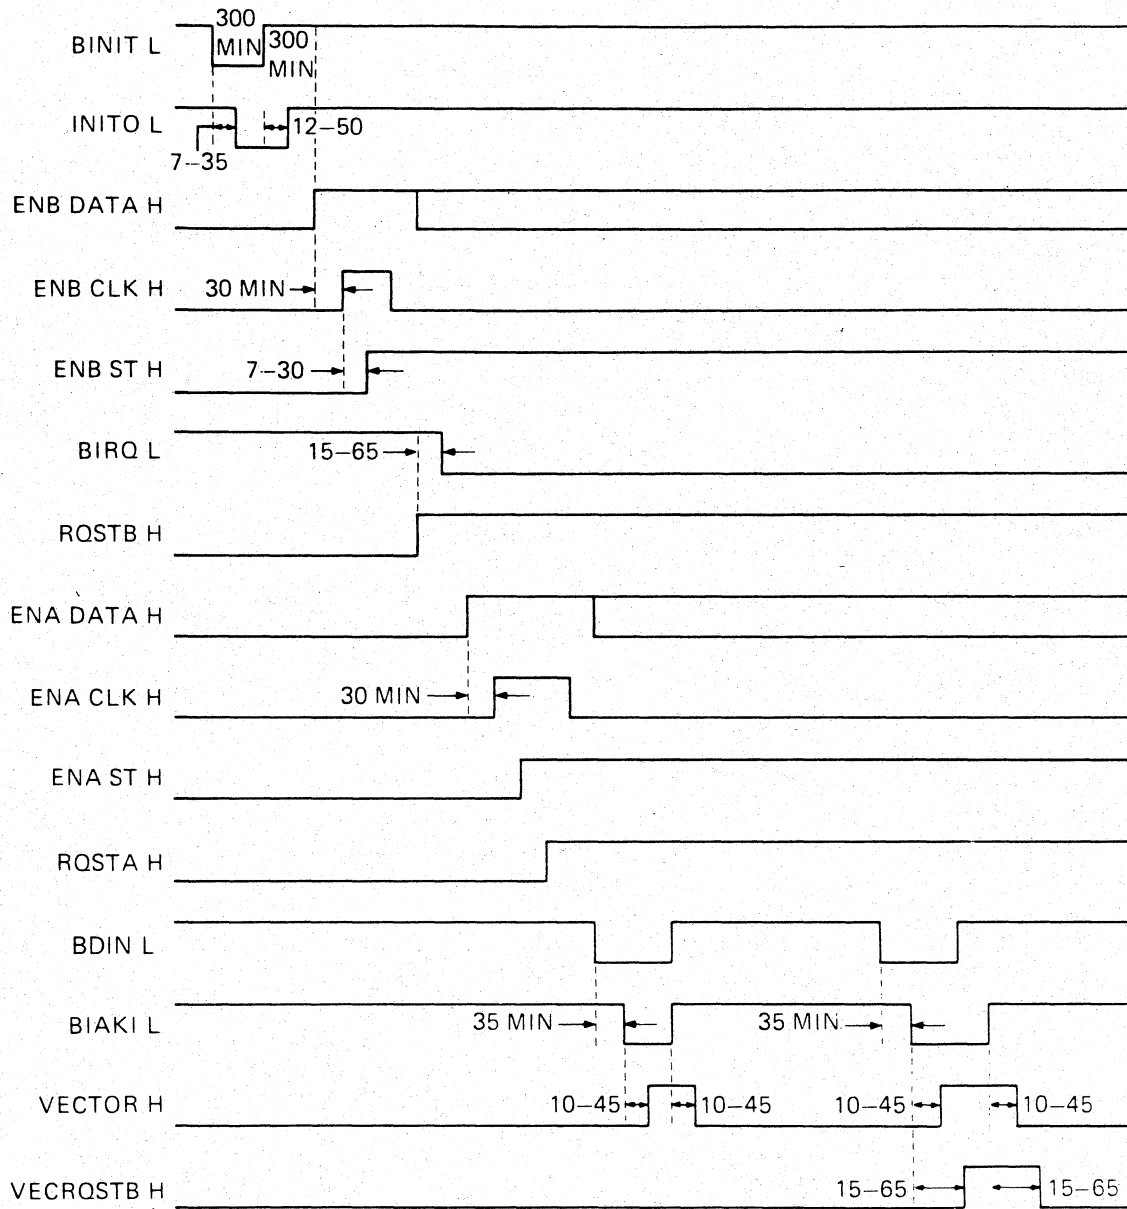 300
BINIT L
MIN
300
MIN
INITO L
12–50
7–35
ENB DATA H
ENB CLK H
30 MIN
ENB ST H
7–30
BIRQ L
15–65
RQSTB H
ENA DATA H
ENA CLK H
30 MIN
ENA ST H
RQSTA H
BDIN L
BIAKI L
35 MIN
35 MIN
VECTOR H
10–45
10–45
10–45
10–45
VECRQSTB H
15–65
15–65